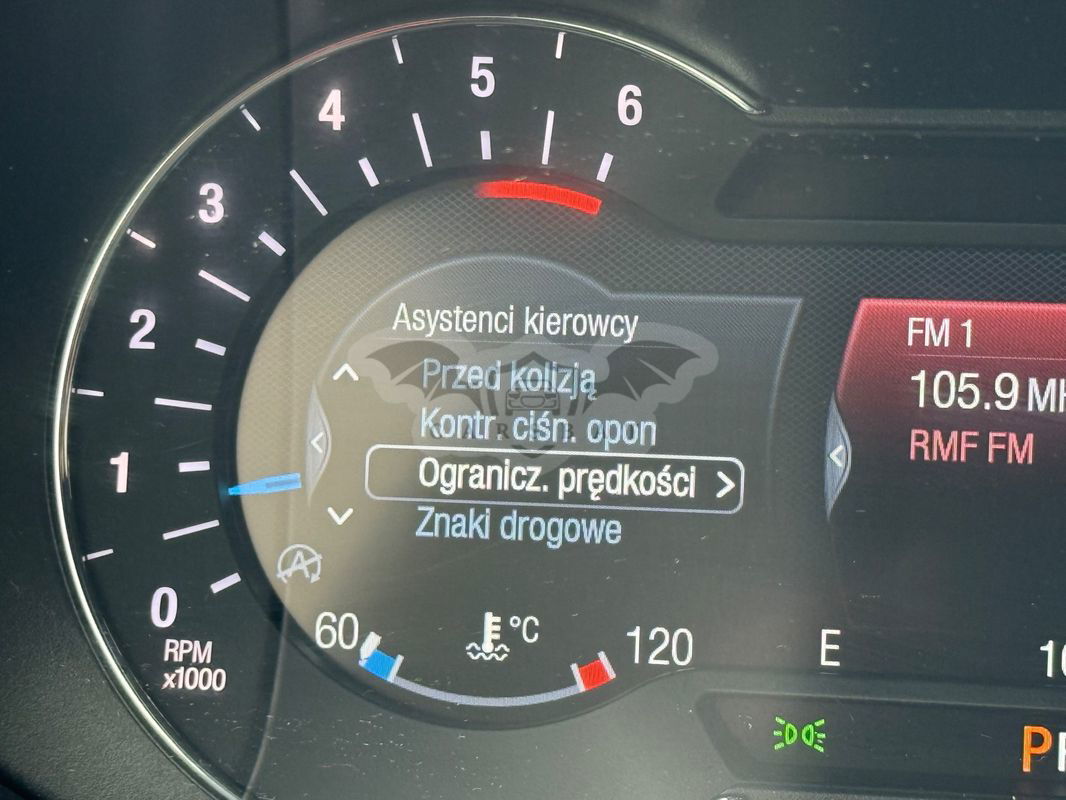 5
4
6
3
2
1
0
RPM
x1000
Asystenci kierowcy
Przed kolizją
Kontr. ciśn. opon
Ogranicz. prędkości
Znaki drogowe
A
60
°C
120
FM 1
105.9
RMF FM
E
P